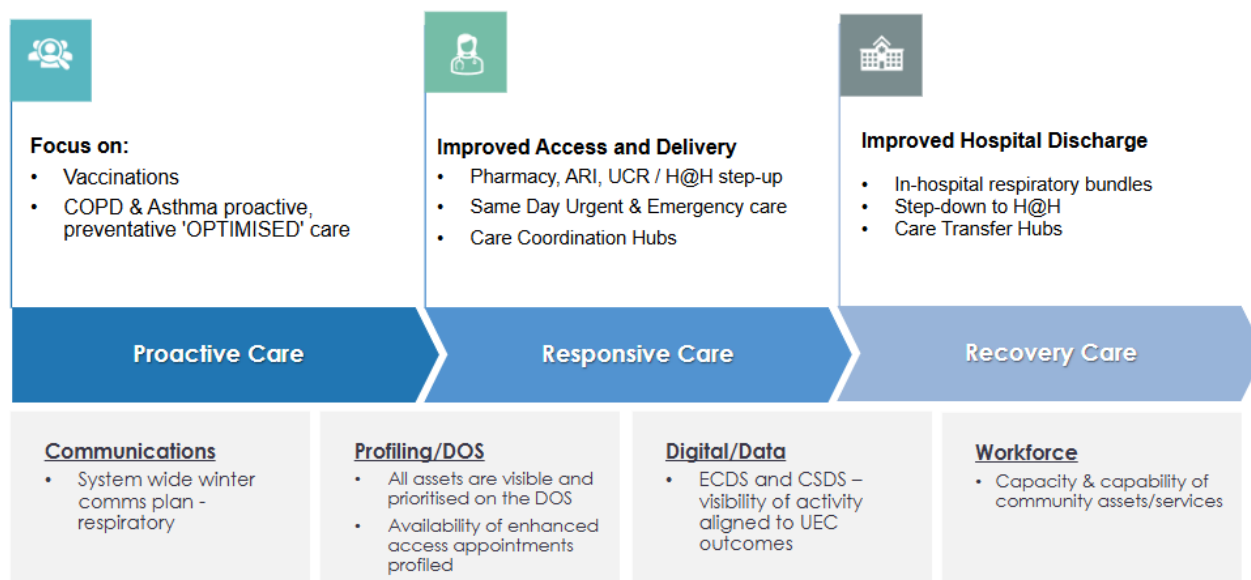 Focus on:
• Vaccinations
• COPD & Asthma proactive,
preventative 'OPTIMISED' care
Improved Access and Delivery
• Pharmacy, ARI, UCR / H@H step-up
• Same Day Urgent & Emergency care
• Care Coordination Hubs
Improved Hospital Discharge
• In-hospital respiratory bundles
• Step-down to H@H
• Care Transfer Hubs
Proactive Care
Responsive Care
Recovery Care
Communications
• System wide winter
comms plan -
respiratory
Profiling/DOS
• All assets are visible and
prioritised on the DOS
• Availability of enhanced
access appointments
profiled
Digital/Data
• ECDS and CSDS –
visibility of activity
aligned to UEC
outcomes
Workforce
• Capacity & capability of
community assets/services